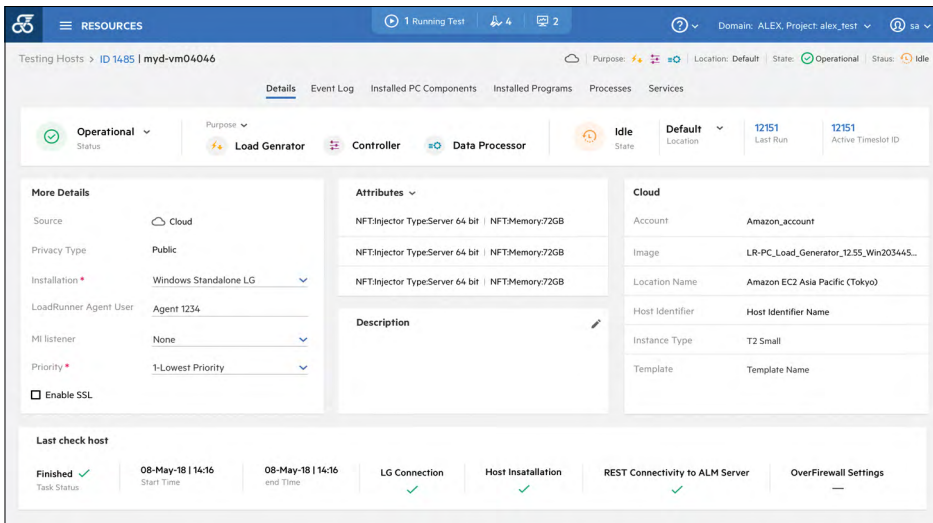 RESOURCES
1 Running Test 4 2
Domain: ALEX, Project: alex_test sa
Testing Hosts > ID 1485 | myd-vm04046
Purpose: Location: Default State: Operational Staus: Idle
Details Event Log Installed PC Components Installed Programs Processes Services
Operational
Status
Purpose
Load Genrator Controller Data Processor
Idle
State
Default
Location
12151
Last Run
12151
Active Timeslot ID
More Details
Source Cloud
Privacy Type Public
Installation * Windows Standalone LG
LoadRunner Agent User Agent 1234
MI listener None
Priority * 1-Lowest Priority
Enable SSL
Attributes
NFT:Injector Type:Server 64 bit | NFT:Memory:72GB
NFT:Injector Type:Server 64 bit | NFT:Memory:72GB
NFT:Injector Type:Server 64 bit | NFT:Memory:72GB
Description
Cloud
Account Amazon_account
Image LR-PC_Load_Generator_12.55_Win203445...
Location Name Amazon EC2 Asia Pacific (Tokyo)
Host Identifier Host Identifier Name
Instance Type T2 Small
Template Template Name
Last check host
Finished
Task Status
08-May-18 | 14:16
Start Time
08-May-18 | 14:16
end TIme
LG Connection
Host Insatallation
REST Connectivity to ALM Server
OverFirewall Settings